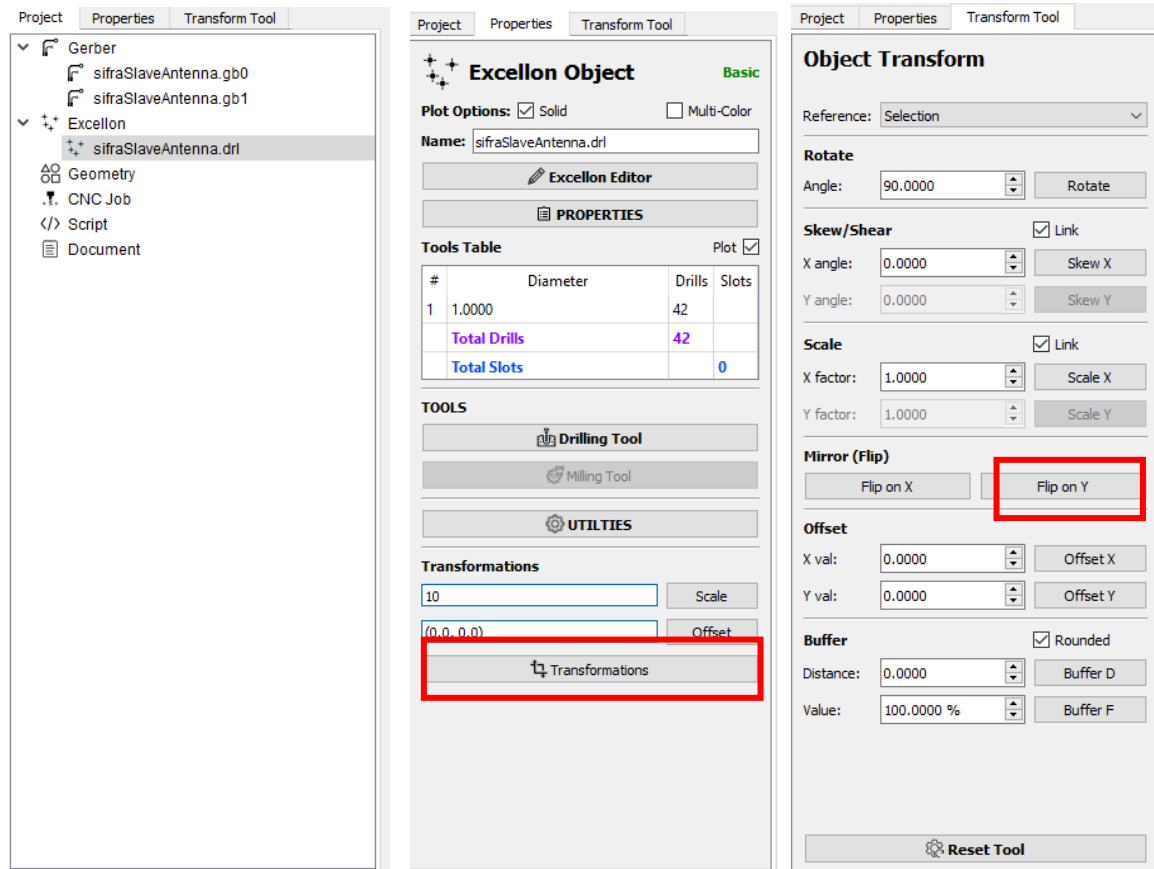 Project Properties Transform Tool
Gerber
sifraSlaveAntenna.gb0
sifraSlaveAntenna.gb1
Excellon
sifraSlaveAntenna.drl
Geometry
CNC Job
Script
Document
Project Properties Transform Tool
Excellon Object Basic
Plot Options: Solid Multi-Color
Name: sifraSlaveAntenna.drl
Excellon Editor
PROPERTIES
Tools Table Plot
# Diameter Drills Slots
1 1.0000 42
Total Drills 42
Total Slots 0
TOOLS
Drilling Tool
Milling Tool
UTILTIES
Transformations
10 Scale
(0.0, 0.0) Offset
Transformations
Project Properties Transform Tool
Object Transform
Reference: Selection
Rotate
Angle: 90.0000 Rotate
Skew/Shear Link
X angle: 0.0000 Skew X
Y angle: 0.0000 Skew Y
Scale Link
X factor: 1.0000 Scale X
Y factor: 1.0000 Scale Y
Mirror (Flip)
Flip on X Flip on Y
Offset
X val: 0.0000 Offset X
Y val: 0.0000 Offset Y
Buffer Rounded
Distance: 0.0000 Buffer D
Value: 100.0000 % Buffer F
Reset Tool